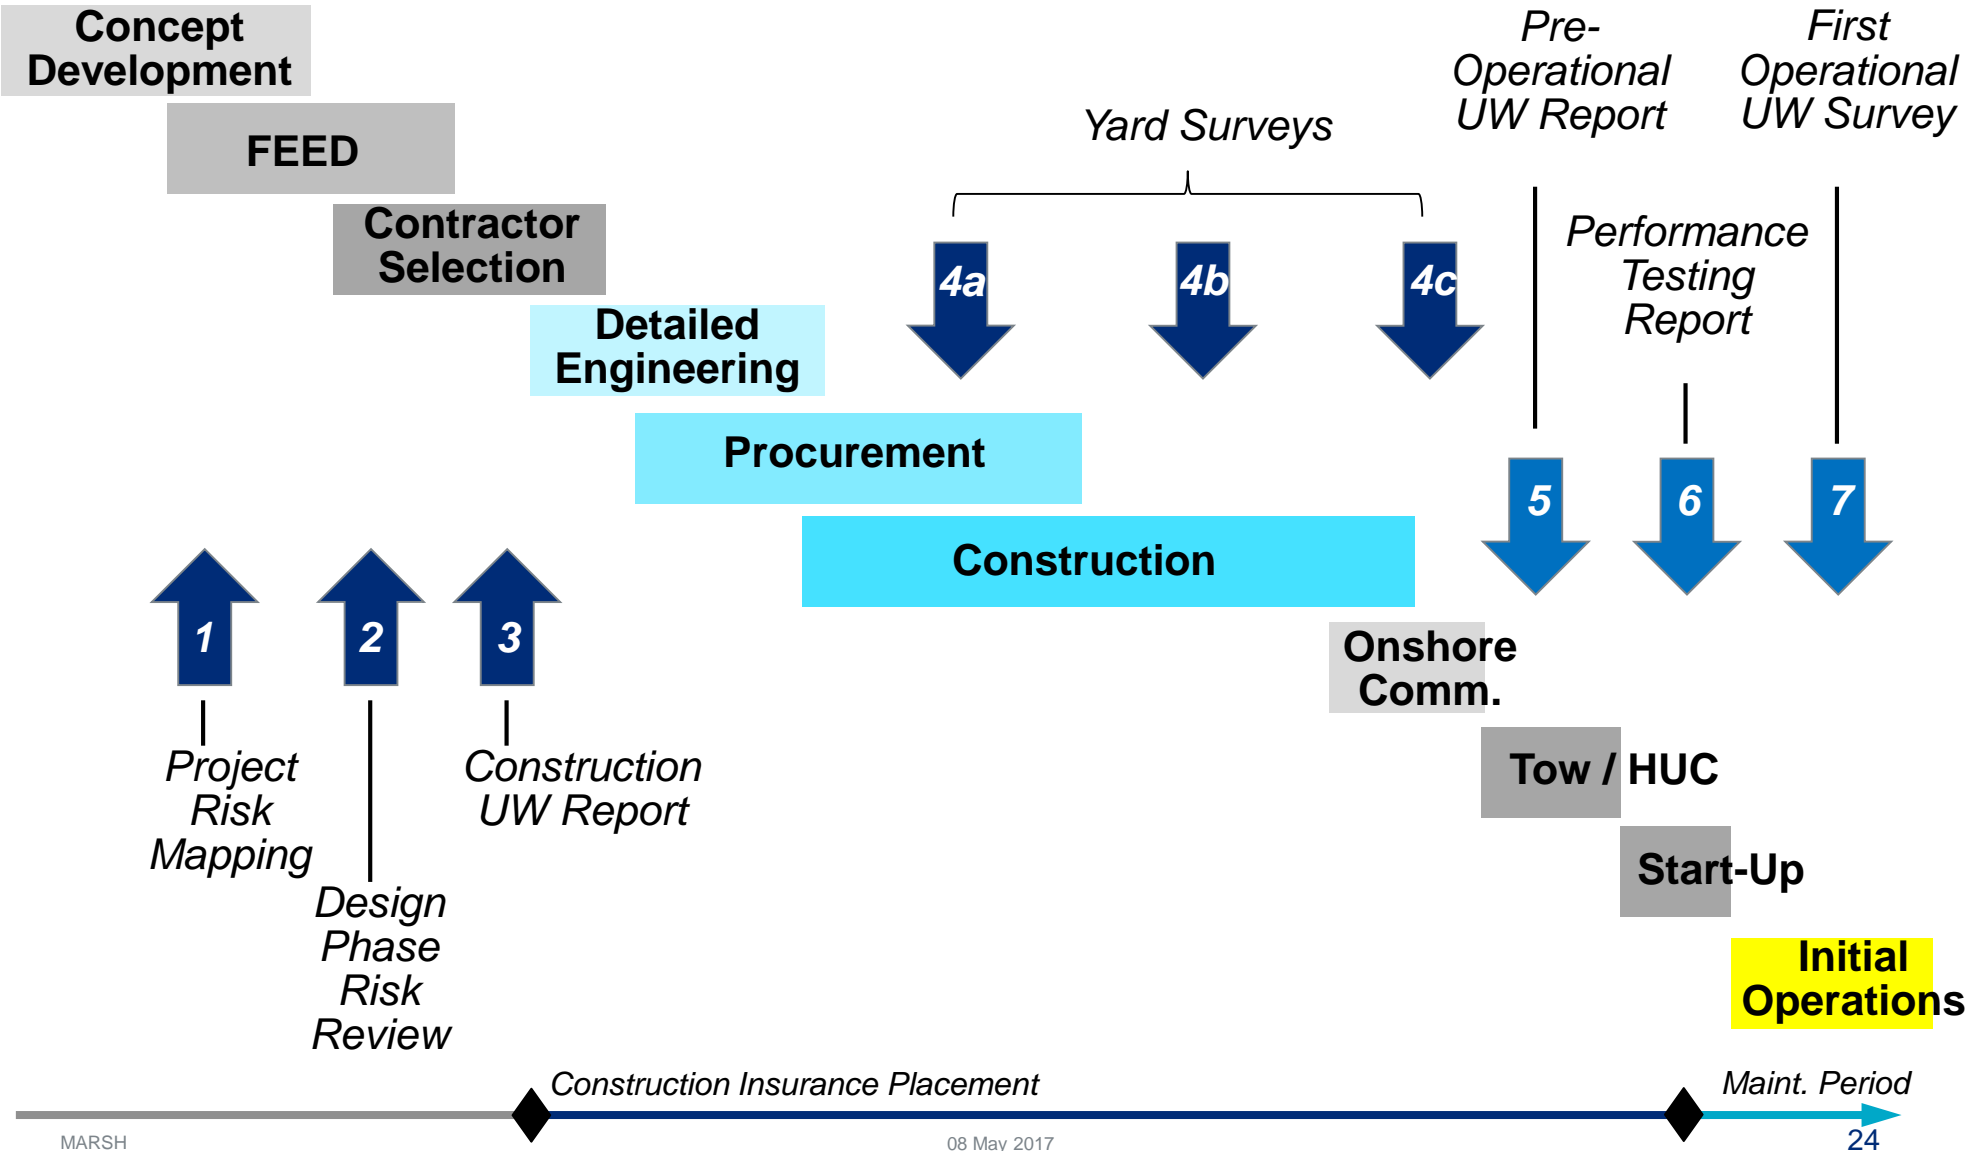 Concept
Development
FEED
Contractor
Selection
Detailed
Engineering
Procurement
Construction
Onshore
Comm.
Tow / HUC
Start-Up
Initial
Operations
Yard Surveys
4a
4b
4c
Pre-
Operational
UW Report
Performance
Testing
Report
First
Operational
UW Survey
5
6
7
1
2
3
Project
Risk
Mapping
Design
Phase
Risk
Review
Construction
UW Report
Construction Insurance Placement
Maint. Period
MARSH
08 May 2017
24